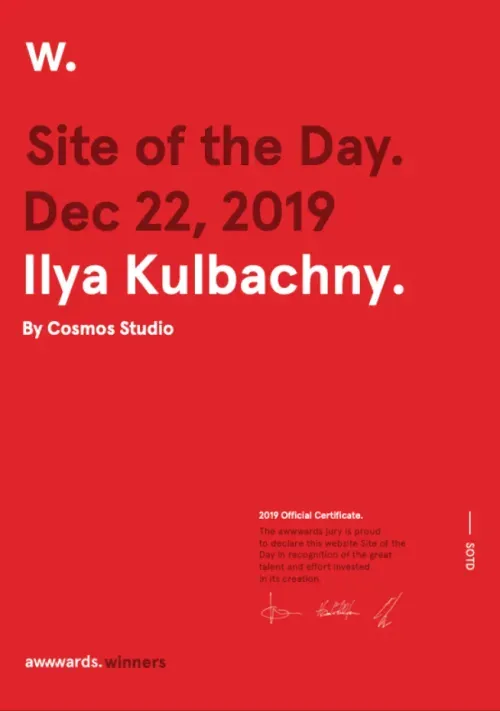 w.
Site of the Day.
Dec 22, 2019
Ilya Kulbachny.
By Cosmos Studio
2019 Official Certificate.
The awwwards jury is proud
to declare this website Site of the
Day in recognition of the great
talent and effort invested
in its creation
SOTD
awwwards.winners